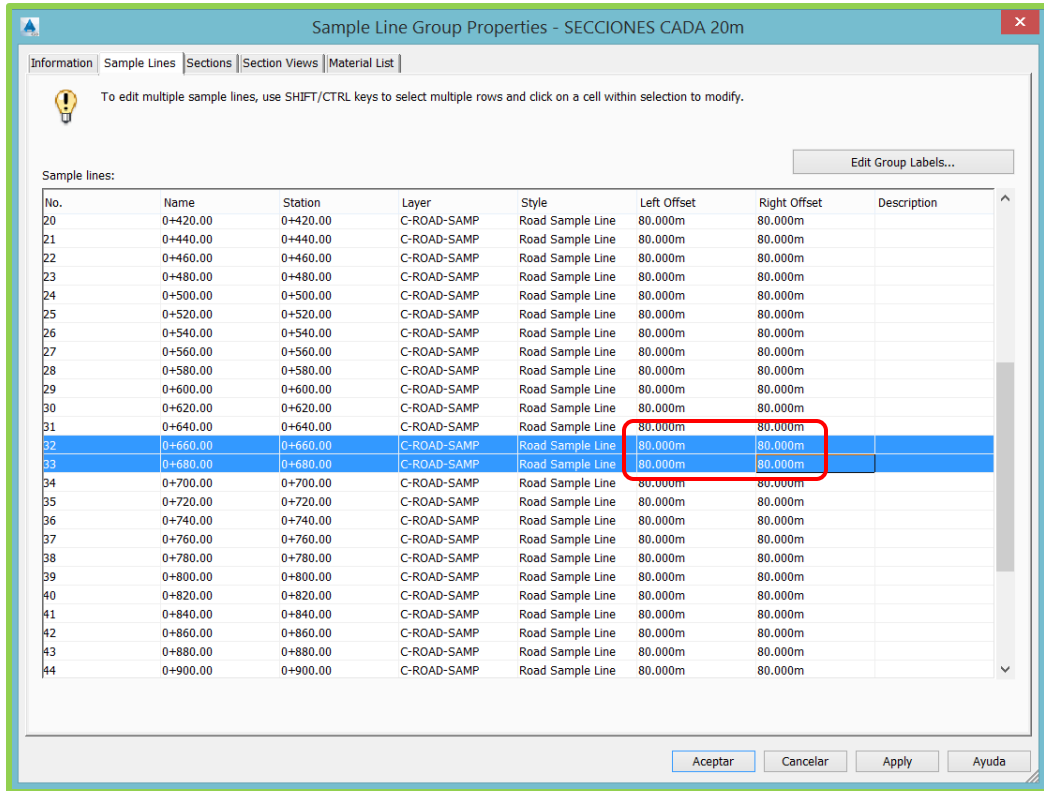 Sample Line Group Properties - SECCIONES CADA 20m
Information Sample Lines Sections Section Views Material List
To edit multiple sample lines, use SHIFT/CTRL keys to select multiple rows and click on a cell within selection to modify.
Edit Group Labels...
Sample lines:
No. Name Station Layer Style Left Offset Right Offset Description
20 0+420.00 0+420.00 C-ROAD-SAMP Road Sample Line 80.000m 80.000m
21 0+440.00 0+440.00 C-ROAD-SAMP Road Sample Line 80.000m 80.000m
22 0+460.00 0+460.00 C-ROAD-SAMP Road Sample Line 80.000m 80.000m
23 0+480.00 0+480.00 C-ROAD-SAMP Road Sample Line 80.000m 80.000m
24 0+500.00 0+500.00 C-ROAD-SAMP Road Sample Line 80.000m 80.000m
25 0+520.00 0+520.00 C-ROAD-SAMP Road Sample Line 80.000m 80.000m
26 0+540.00 0+540.00 C-ROAD-SAMP Road Sample Line 80.000m 80.000m
27 0+560.00 0+560.00 C-ROAD-SAMP Road Sample Line 80.000m 80.000m
28 0+580.00 0+580.00 C-ROAD-SAMP Road Sample Line 80.000m 80.000m
29 0+600.00 0+600.00 C-ROAD-SAMP Road Sample Line 80.000m 80.000m
30 0+620.00 0+620.00 C-ROAD-SAMP Road Sample Line 80.000m 80.000m
31 0+640.00 0+640.00 C-ROAD-SAMP Road Sample Line 80.000m 80.000m
32 0+660.00 0+660.00 C-ROAD-SAMP Road Sample Line 80.000m 80.000m
33 0+680.00 0+680.00 C-ROAD-SAMP Road Sample Line 80.000m 80.000m
34 0+700.00 0+700.00 C-ROAD-SAMP Road Sample Line 80.000m 80.000m
35 0+720.00 0+720.00 C-ROAD-SAMP Road Sample Line 80.000m 80.000m
36 0+740.00 0+740.00 C-ROAD-SAMP Road Sample Line 80.000m 80.000m
37 0+760.00 0+760.00 C-ROAD-SAMP Road Sample Line 80.000m 80.000m
38 0+780.00 0+780.00 C-ROAD-SAMP Road Sample Line 80.000m 80.000m
39 0+800.00 0+800.00 C-ROAD-SAMP Road Sample Line 80.000m 80.000m
40 0+820.00 0+820.00 C-ROAD-SAMP Road Sample Line 80.000m 80.000m
41 0+840.00 0+840.00 C-ROAD-SAMP Road Sample Line 80.000m 80.000m
42 0+860.00 0+860.00 C-ROAD-SAMP Road Sample Line 80.000m 80.000m
43 0+880.00 0+880.00 C-ROAD-SAMP Road Sample Line 80.000m 80.000m
44 0+900.00 0+900.00 C-ROAD-SAMP Road Sample Line 80.000m 80.000m
Aceptar Cancelar Apply Ayuda